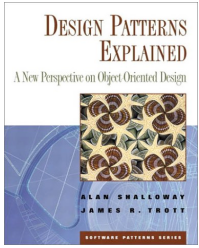 DESIGN PATTERNS
EXPLAINED
A New Perspective on Object-Oriented Design
ALAN SHALLOWAY
JAMES R. TROTT
SOFTWARE PATTERNS SERIES